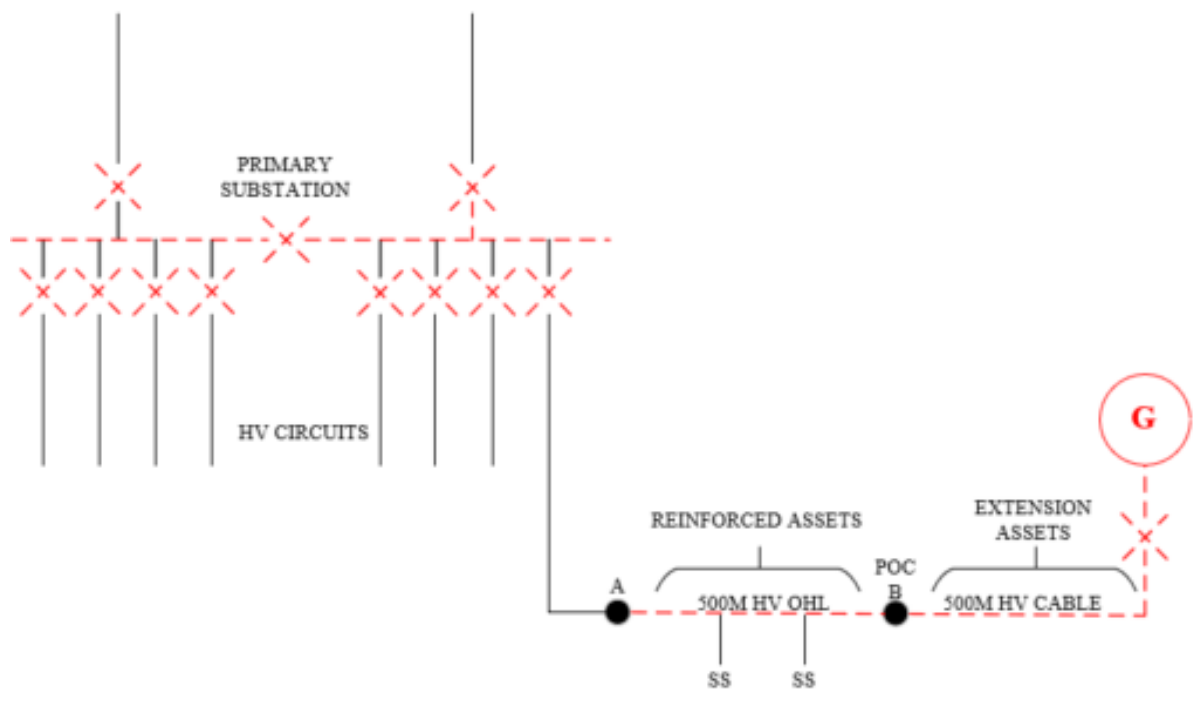 PRIMARY
SUBSTATION
HV CIRCUITS
G
REINFORCED ASSETS
EXTENSION
ASSETS
A
POC
B
500M HV OHL
500M HV CABLE
SS
SS